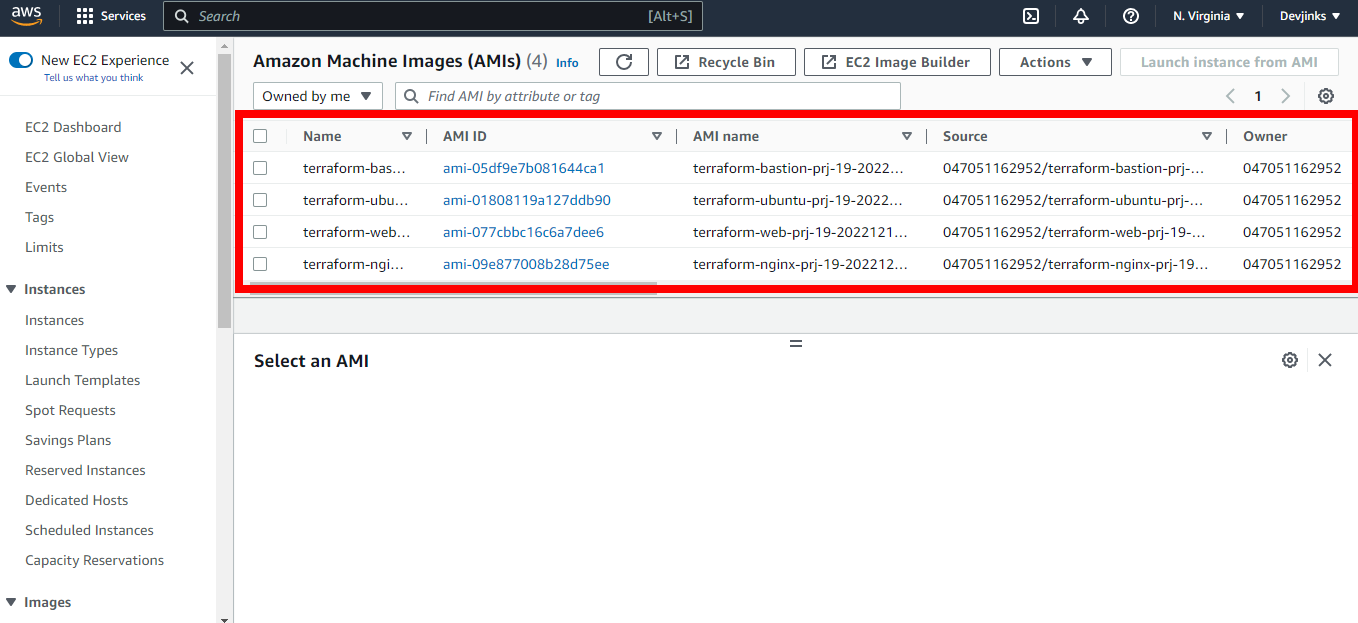 aws Services Search [Alt+S] N. Virginia Devjinks
New EC2 Experience
Tell us what you think
EC2 Dashboard
EC2 Global View
Events
Tags
Limits
Instances
Instances
Instance Types
Launch Templates
Spot Requests
Savings Plans
Reserved Instances
Dedicated Hosts
Scheduled Instances
Capacity Reservations
Images
Amazon Machine Images (AMIs) (4) Info Recycle Bin EC2 Image Builder Actions Launch instance from AMI
Owned by me Find AMI by attribute or tag 1
Name AMI ID AMI name Source Owner
terraform-bas... ami-05df9e7b081644ca1 terraform-bastion-prj-19-2022... 047051162952/terraform-bastion-prj-... 047051162952
terraform-ubu... ami-01808119a127ddb90 terraform-ubuntu-prj-19-2022... 047051162952/terraform-ubuntu-prj-... 047051162952
terraform-web... ami-077cbbc16c6a7dee6 terraform-web-prj-19-2022121... 047051162952/terraform-web-prj-19-... 047051162952
terraform-ngi... ami-09e877008b28d75ee terraform-nginx-prj-19-202212... 047051162952/terraform-nginx-prj-19... 047051162952
Select an AMI